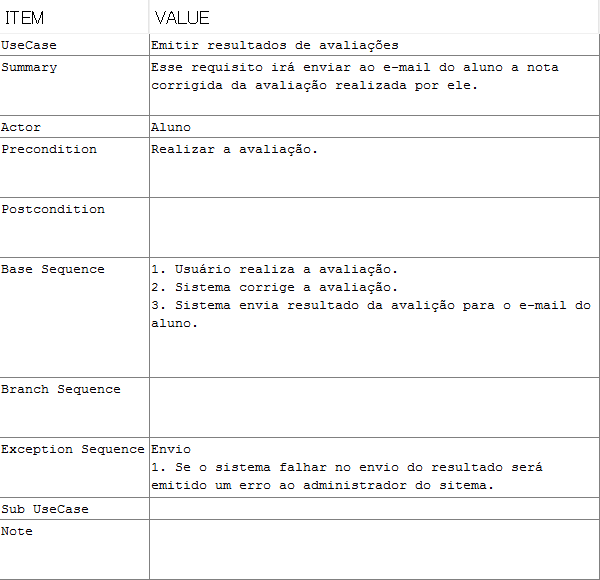 ITEM VALUE
UseCase Emitir resultados de avaliações
Summary Esse requisito irá enviar ao e-mail do aluno a nota
corrigida da avaliação realizada por ele.
Actor Aluno
Precondition Realizar a avaliação.
Postcondition
Base Sequence 1. Usuário realiza a avaliação.
2. Sistema corrige a avaliação.
3. Sistema envia resultado da avalição para o e-mail do
aluno.
Branch Sequence
Exception Sequence Envio
1. Se o sistema falhar no envio do resultado será
emitido um erro ao administrador do sitema.
Sub UseCase
Note